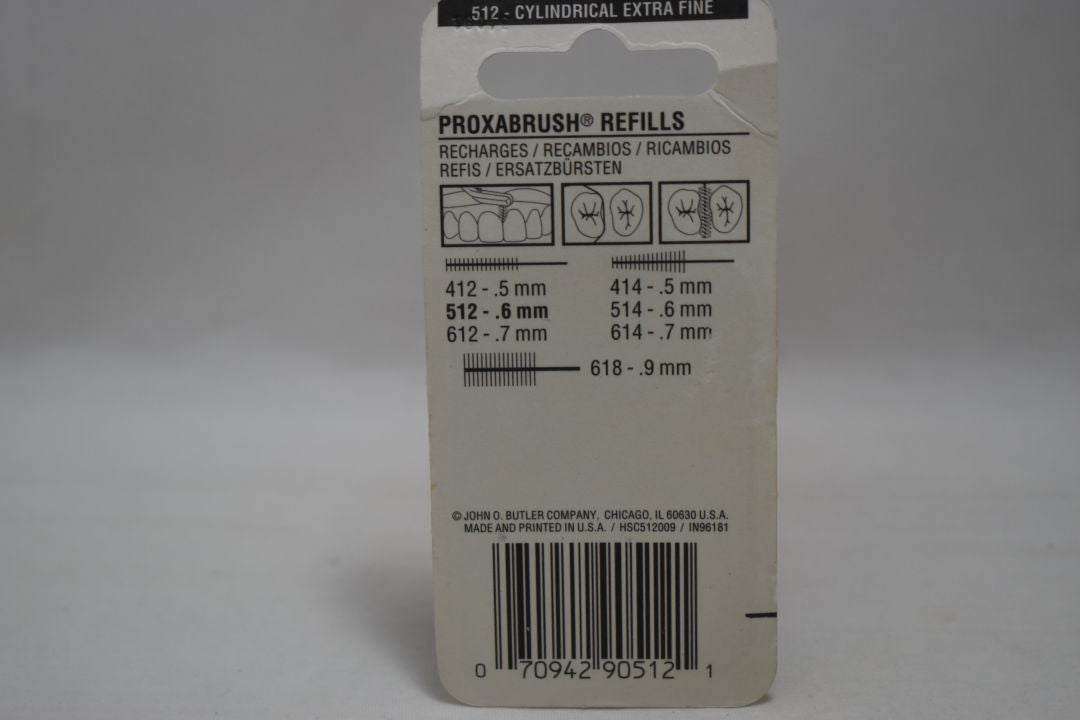 512 - CYLINDRICAL EXTRA FINE
PROXABRUSH® REFILLS
RECHARGES / RECAMBIOS / RICAMBIOS
REFIS / ERSATZBÜRSTEN
412 - .5 mm
512 - .6 mm
612 - .7 mm
414 - .5 mm
514 - .6 mm
614 - .7 mm
618 - .9 mm
© JOHN O. BUTLER COMPANY, CHICAGO, IL 60630 U.S.A.
MADE AND PRINTED IN U.S.A. / HSC512009 / IN96181
0 70942 90512 1